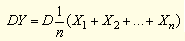 DY = D 1/n (X₁ + X₂ + ... + Xₙ)